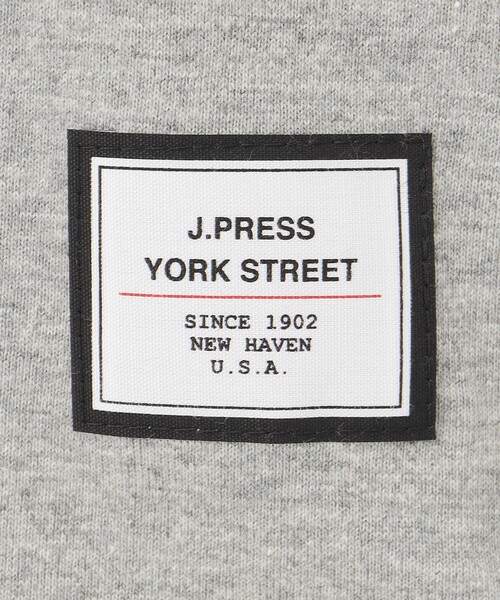 J.PRESS
YORK STREET
SINCE 1902
NEW HAVEN
U.S.A.